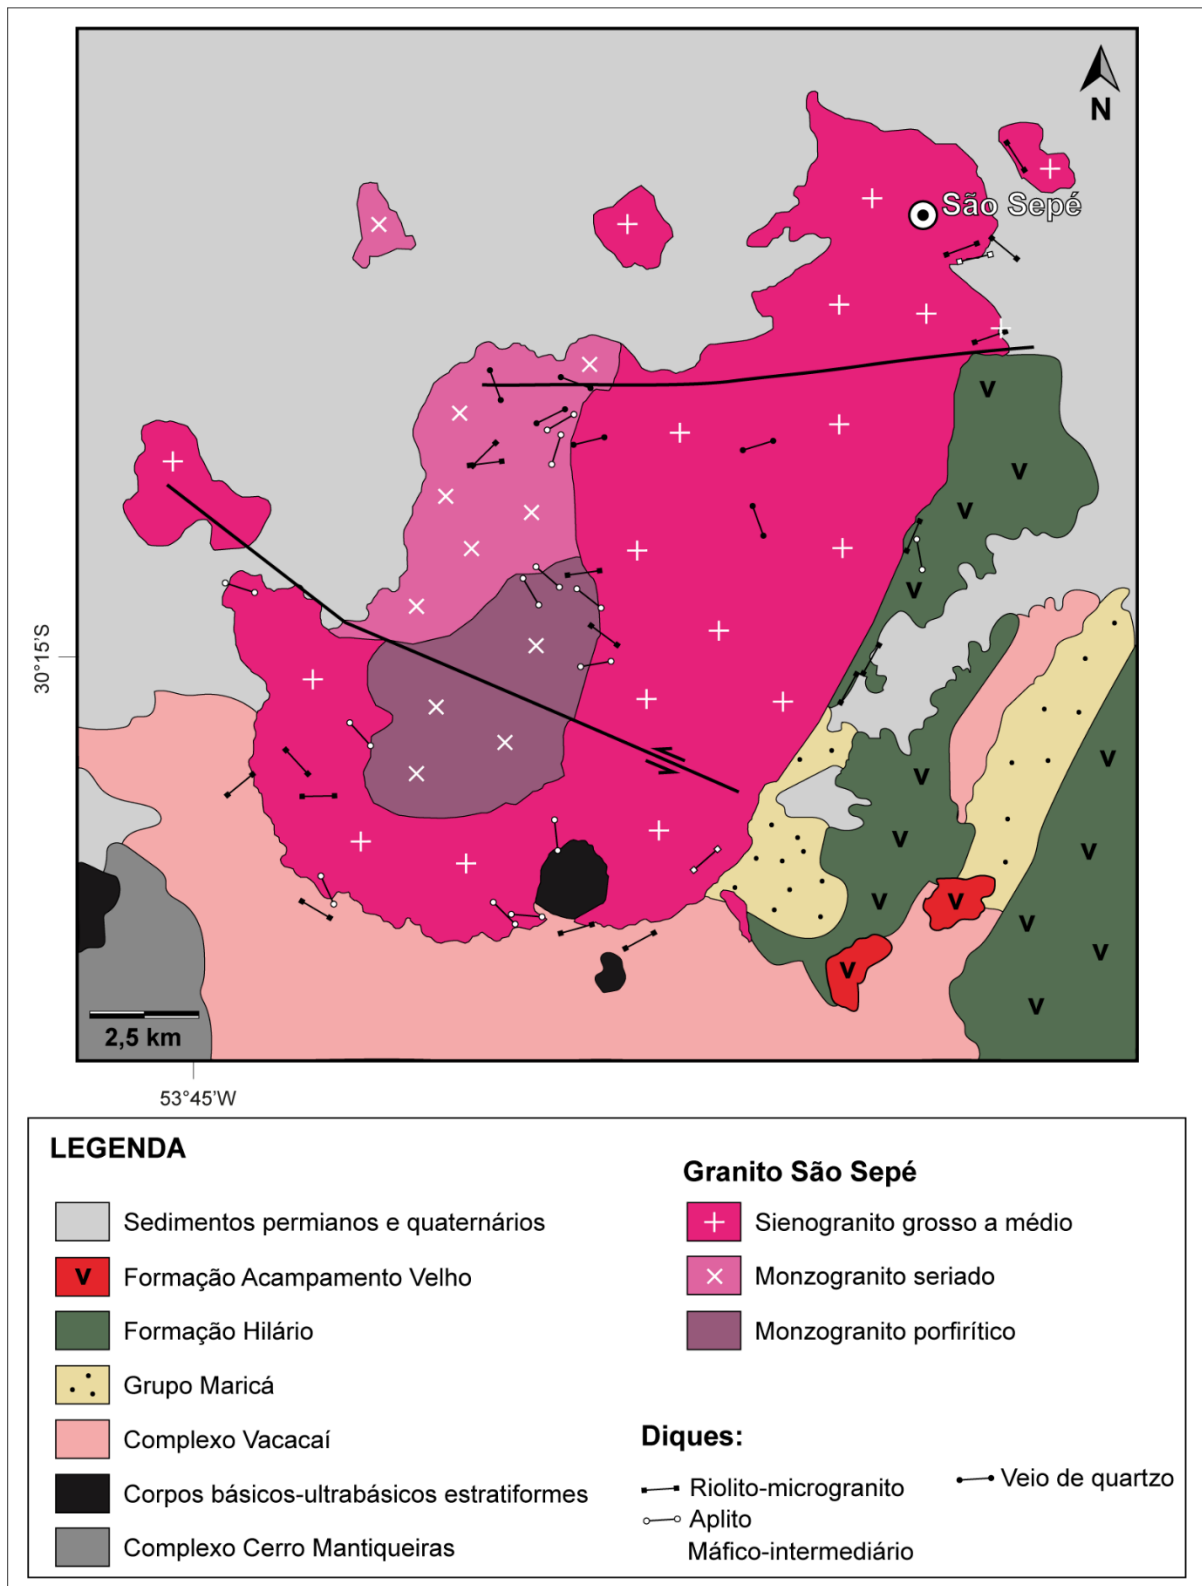 N
São Sepé
30°15'S
2,5 km
53°45'W
LEGENDA
Sedimentos permianos e quaternários
V Formação Acampamento Velho
Formação Hilário
Grupo Maricá
Complexo Vacacaí
Corpos básicos-ultrabásicos estratiformes
Complexo Cerro Mantiqueiras
Granito São Sepé
Sienogranito grosso a médio
Monzogranito seriado
Monzogranito porfirítico
Diques:
Riolito-microgranito
Aplito
Máfico-intermediário
Veio de quartzo